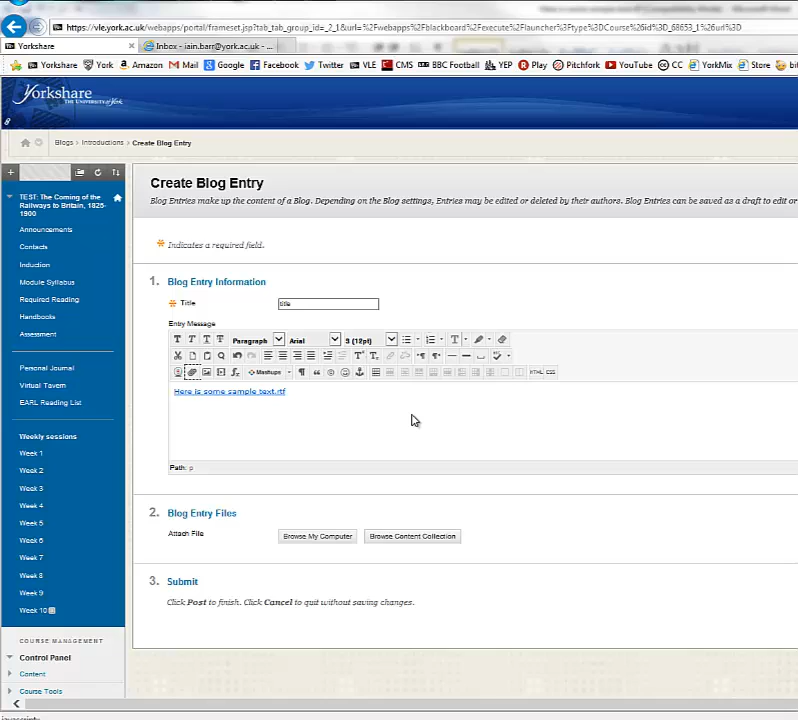 https://vle.york.ac.uk/webapps/portal/frameset.jsp?tab_tab_group_id=_2_1&url=%2Fwebapps%2Fblackboard%2Fexecute%2Flauncher%3Ftype%3DCourse%26id%3D_68653_1%26url%3D
Yorkshare
Inbox - iain.barr@york.ac.uk - ...
Yorkshare York Amazon Mail Google Facebook Twitter VLE CMS BBC Football YEP Play Pitchfork YouTube CC YorkMix Store
Yorkshare
THE UNIVERSITY of York
Blogs > Introductions > Create Blog Entry
Create Blog Entry
Blog Entries make up the content of a Blog. Depending on the Blog settings, Entries may be edited or deleted by their authors. Blog Entries can be saved as a draft to edit or
Indicates a required field.
1. Blog Entry Information
Title title
Entry Message
Paragraph Arial 3 (12pt)
Mashups HTML CSS
Here is some sample text.rtf
Path: p
2. Blog Entry Files
Attach File Browse My Computer Browse Content Collection
3. Submit
Click Post to finish. Click Cancel to quit without saving changes.
TEST: The Coming of the
Railways to Britain, 1825-
1900
Announcements
Contacts
Induction
Module Syllabus
Required Reading
Handbooks
Assessment
Personal Journal
Virtual Tavern
EARL Reading List
Weekly sessions
Week 1
Week 2
Week 3
Week 4
Week 5
Week 6
Week 7
Week 8
Week 9
Week 10
COURSE MANAGEMENT
Control Panel
Content
Course Tools